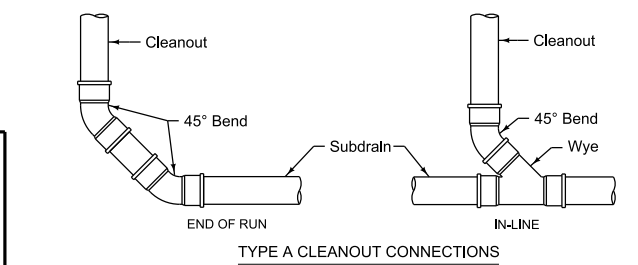 Cleanout
Cleanout
45° Bend
45° Bend
Subdrain
Wye
END OF RUN
IN-LINE
TYPE A CLEANOUT CONNECTIONS